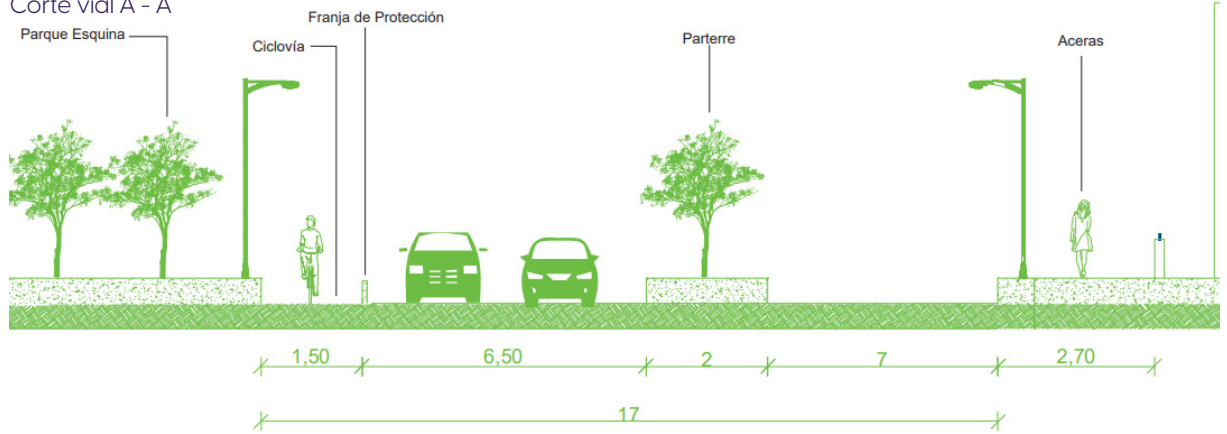 Corte vial A - A
Parque Esquina
Ciclovía
Franja de Protección
Parterre
Aceras
1,50
6,50
2
7
2,70
17